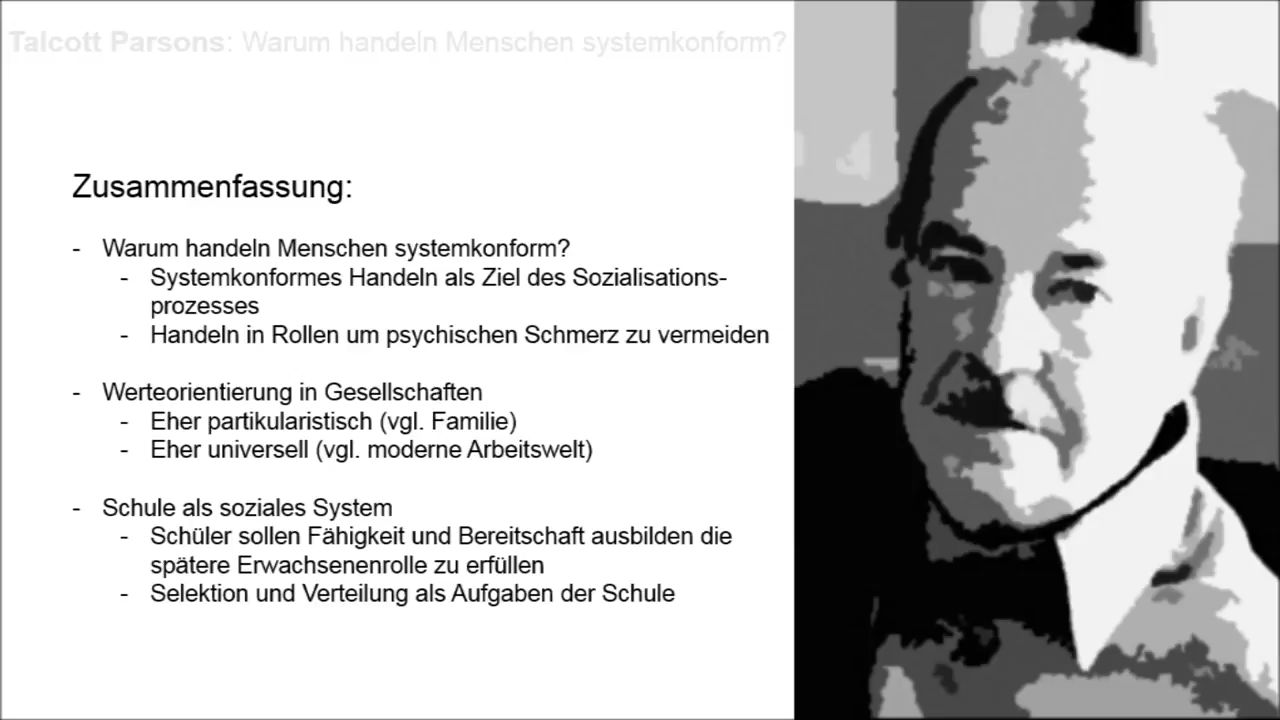 Talcott Parsons: Warum handeln Menschen systemkonform?
Zusammenfassung:
- Warum handeln Menschen systemkonform?
- Systemkonformes Handeln als Ziel des Sozialisations-
prozesses
- Handeln in Rollen um psychischen Schmerz zu vermeiden
- Werteorientierung in Gesellschaften
- Eher partikularistisch (vgl. Familie)
- Eher universell (vgl. moderne Arbeitswelt)
- Schule als soziales System
- Schüler sollen Fähigkeit und Bereitschaft ausbilden die
spätere Erwachsenenrolle zu erfüllen
- Selektion und Verteilung als Aufgaben der Schule